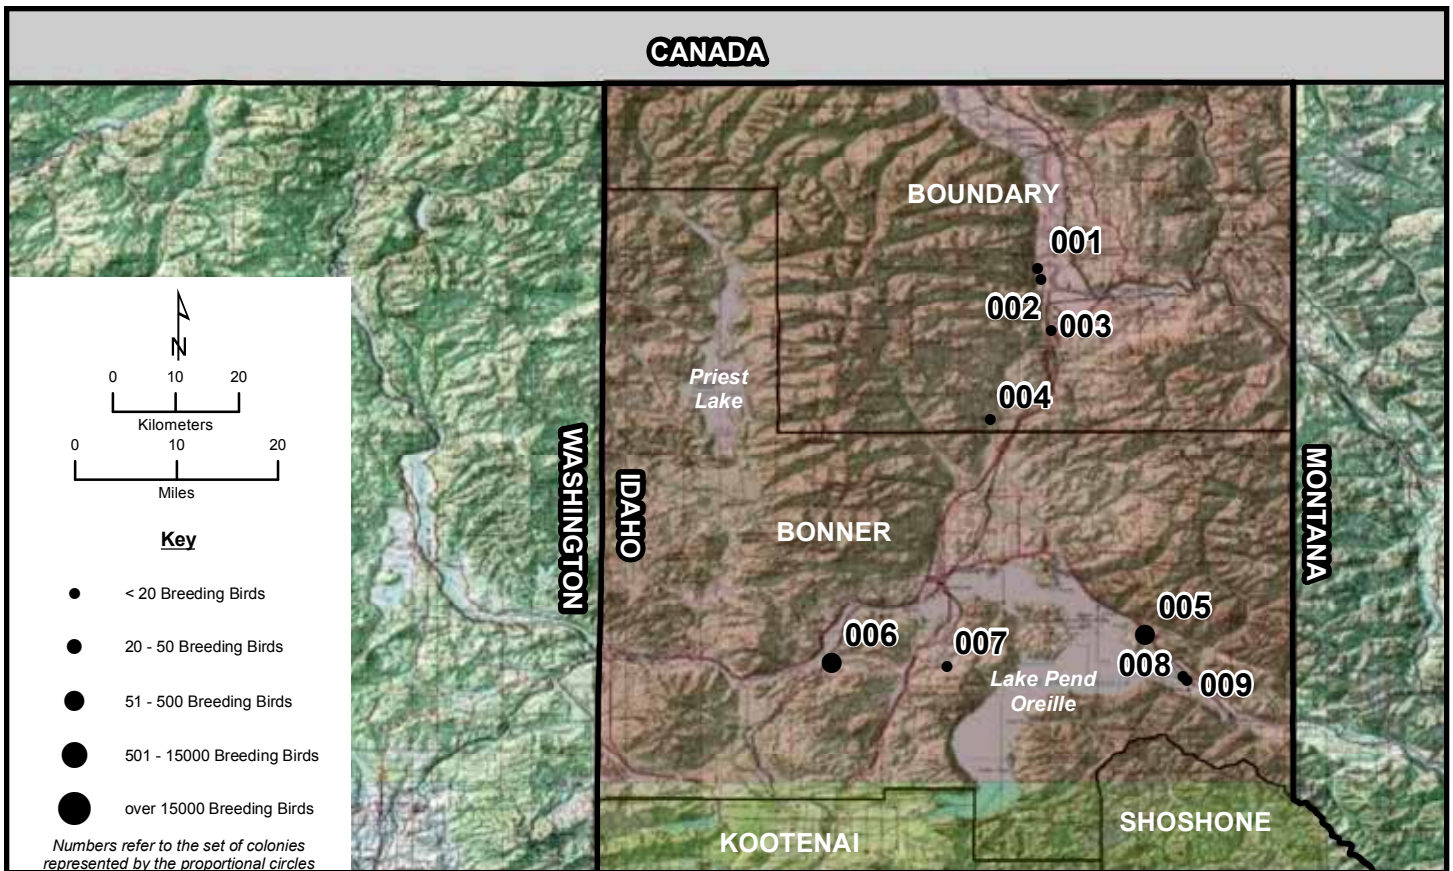 CANADA
BOUNDARY
001
002
003
004
Priest
Lake
WASHINGTON
IDAHO
MONTANA
BONNER
005
006
007
008
009
Lake Pend
Oreille
KOOTENAI
SHOSHONE
N
0 10 20
Kilometers
0 10 20
Miles
Key
< 20 Breeding Birds
20 - 50 Breeding Birds
51 - 500 Breeding Birds
501 - 15000 Breeding Birds
over 15000 Breeding Birds
Numbers refer to the set of colonies
represented by the proportional circles